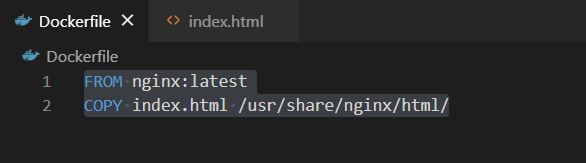 Dockerfile index.html
Dockerfile
1 FROM nginx:latest
2 COPY index.html /usr/share/nginx/html/